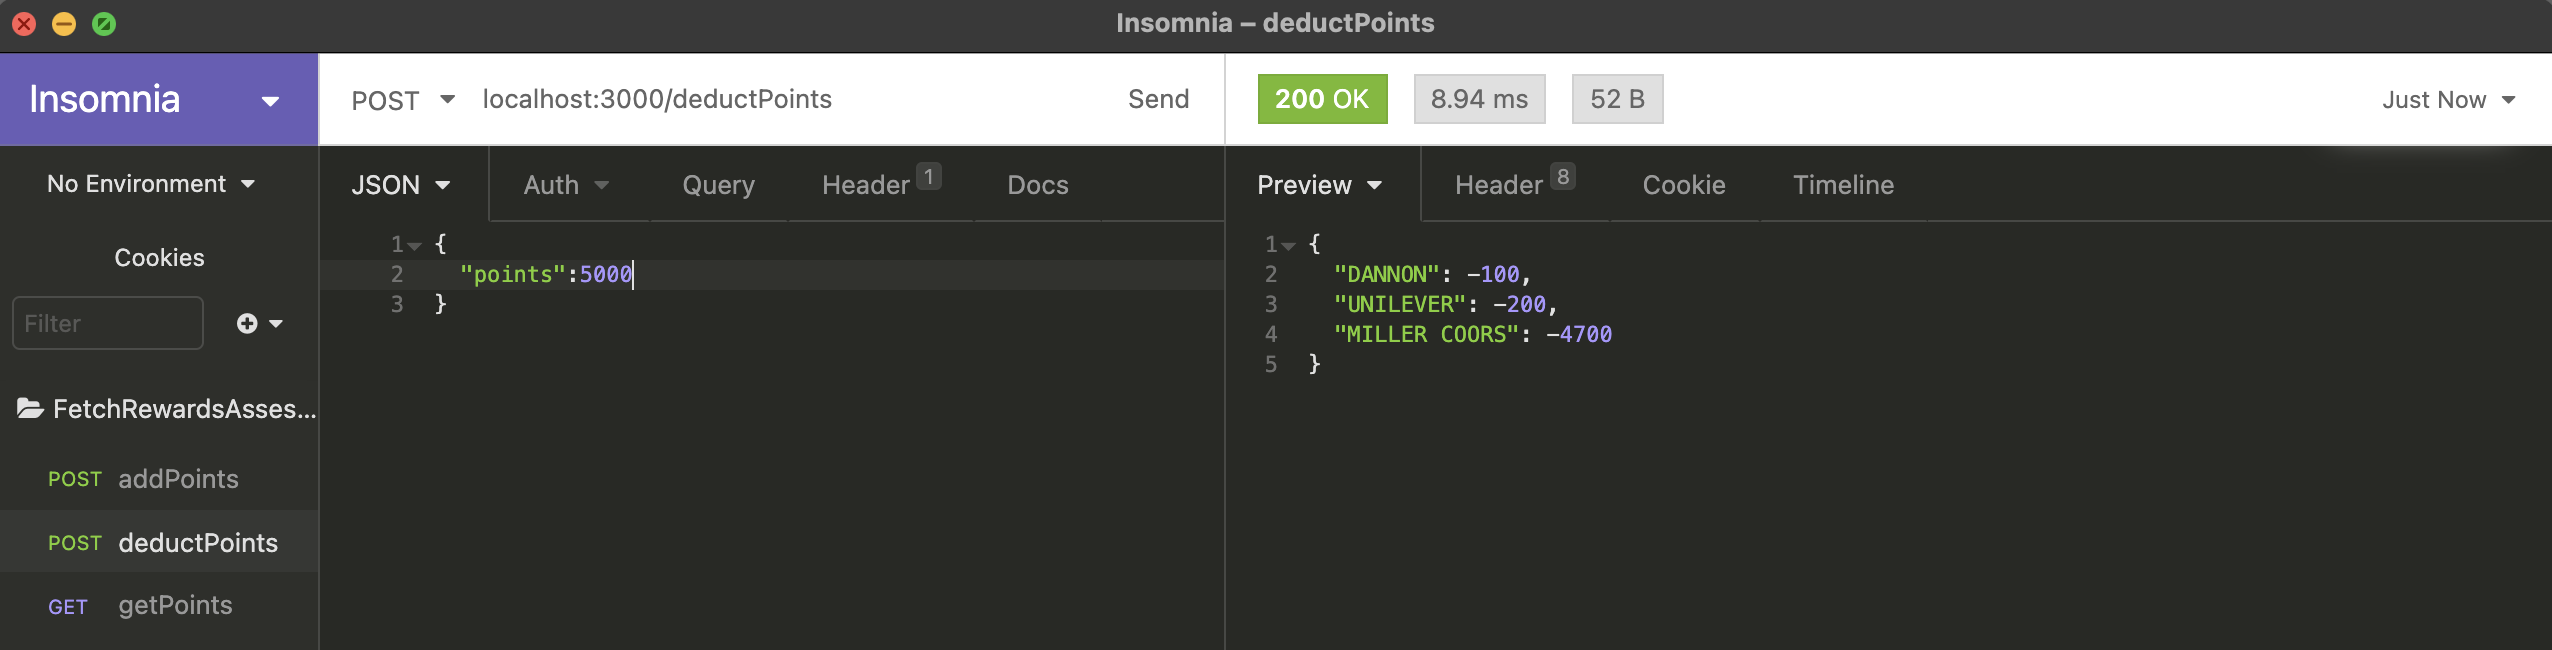 Insomnia – deductPoints
Insomnia
POST localhost:3000/deductPoints Send
200 OK 8.94 ms 52 B Just Now
No Environment
Cookies
Filter
FetchRewardsAsses...
POST addPoints
POST deductPoints
GET getPoints
JSON Auth Query Header 1 Docs
1 {
2 "points":5000
3 }
Preview Header 8 Cookie Timeline
1 {
2 "DANNON": -100,
3 "UNILEVER": -200,
4 "MILLER COORS": -4700
5 }